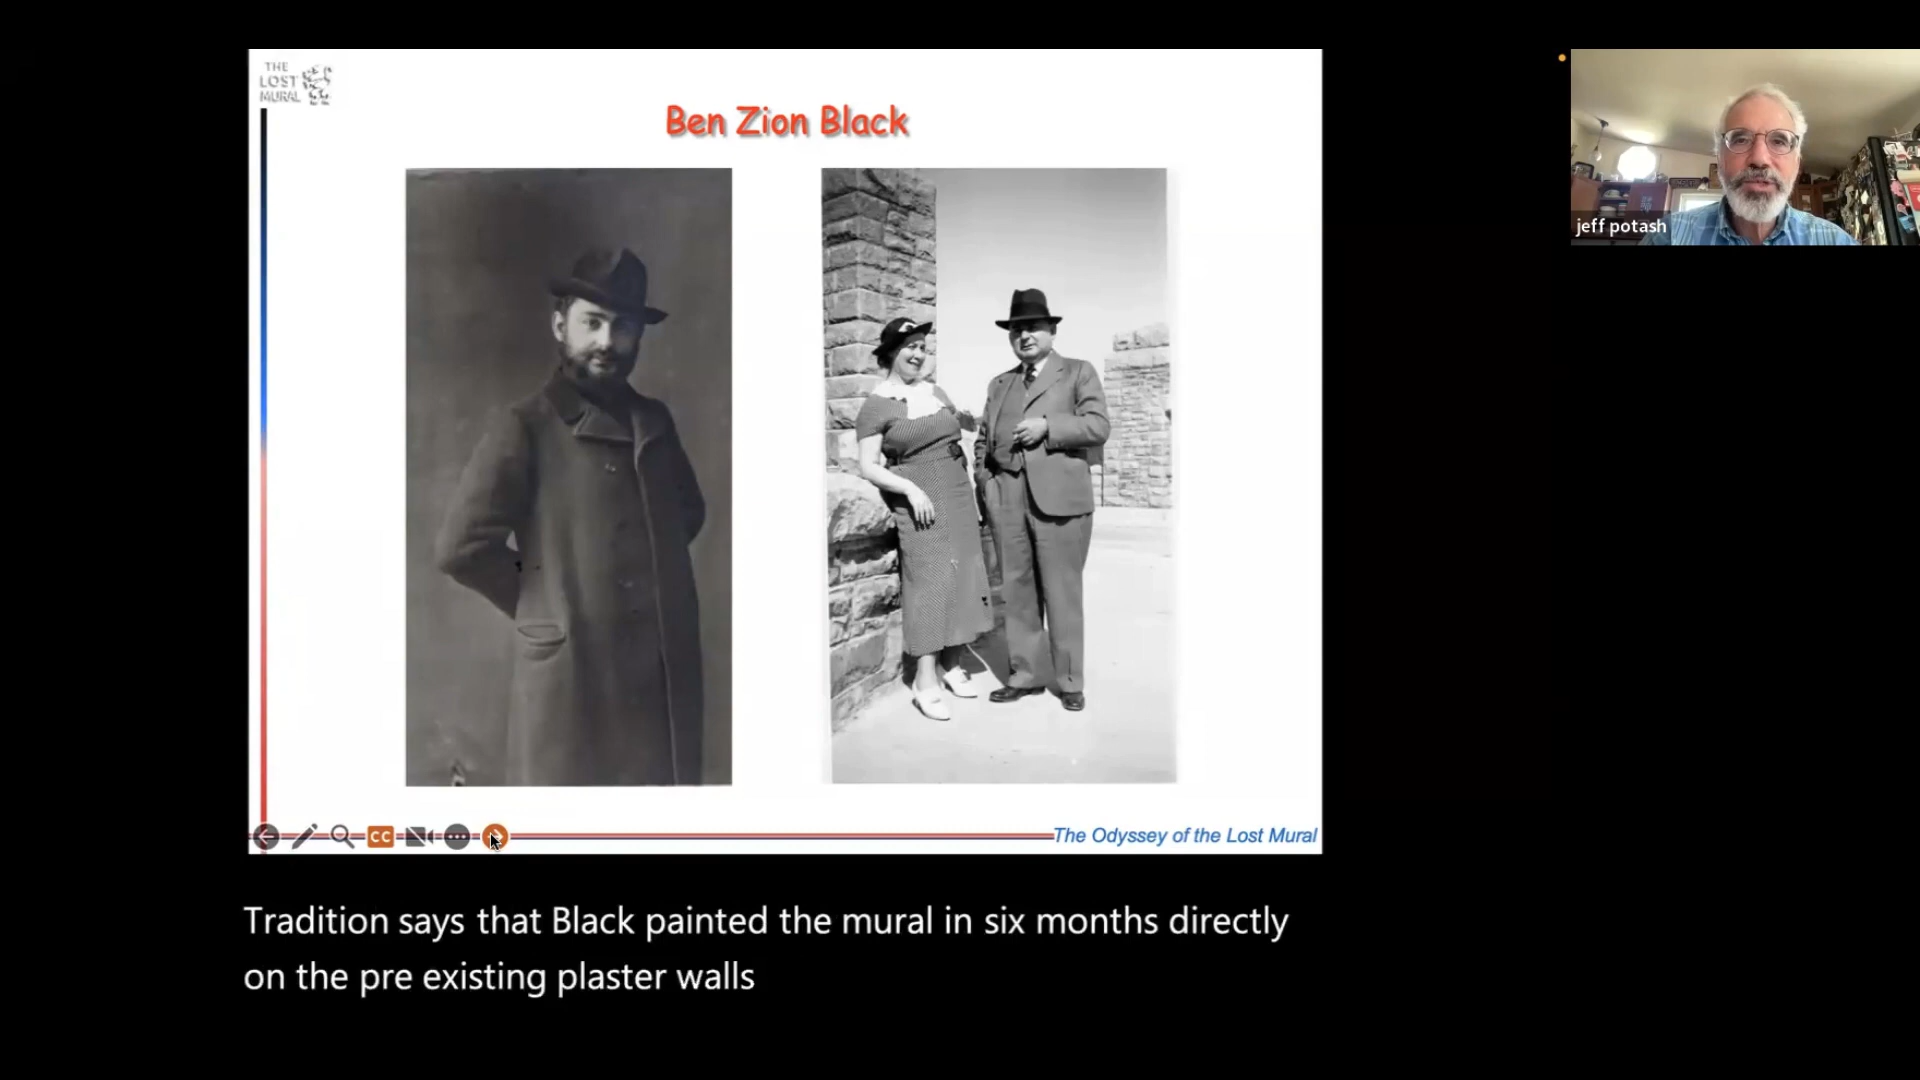 THE
LOST
MURAL
Ben Zion Black
jeff potash
CC
The Odyssey of the Lost Mural
Tradition says that Black painted the mural in six months directly
on the pre existing plaster walls